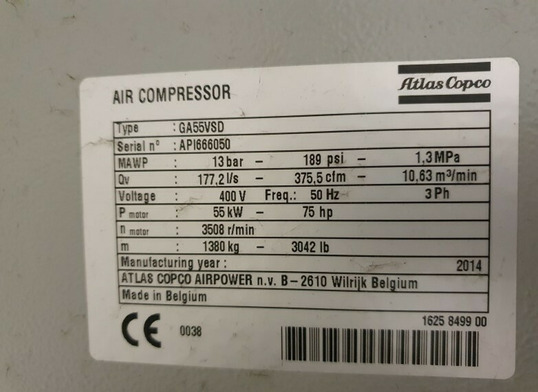 Atlas Copco
AIR COMPRESSOR
Type : GA55VSD
Serial n° : API666050
MAWP : 13 bar – 189 psi – 1,3 MPa
Qv : 177,2 l/s – 375,5 cfm – 10,63 m³/min
Voltage : 400 V Freq.: 50 Hz 3 Ph
P motor : 55 kW – 75 hp
n motor : 3508 r/min
m : 1380 kg – 3042 lb
Manufacturing year : 2014
ATLAS COPCO AIRPOWER n.v. B – 2610 Wilrijk Belgium
Made in Belgium
CE 0038
1625 8499 00